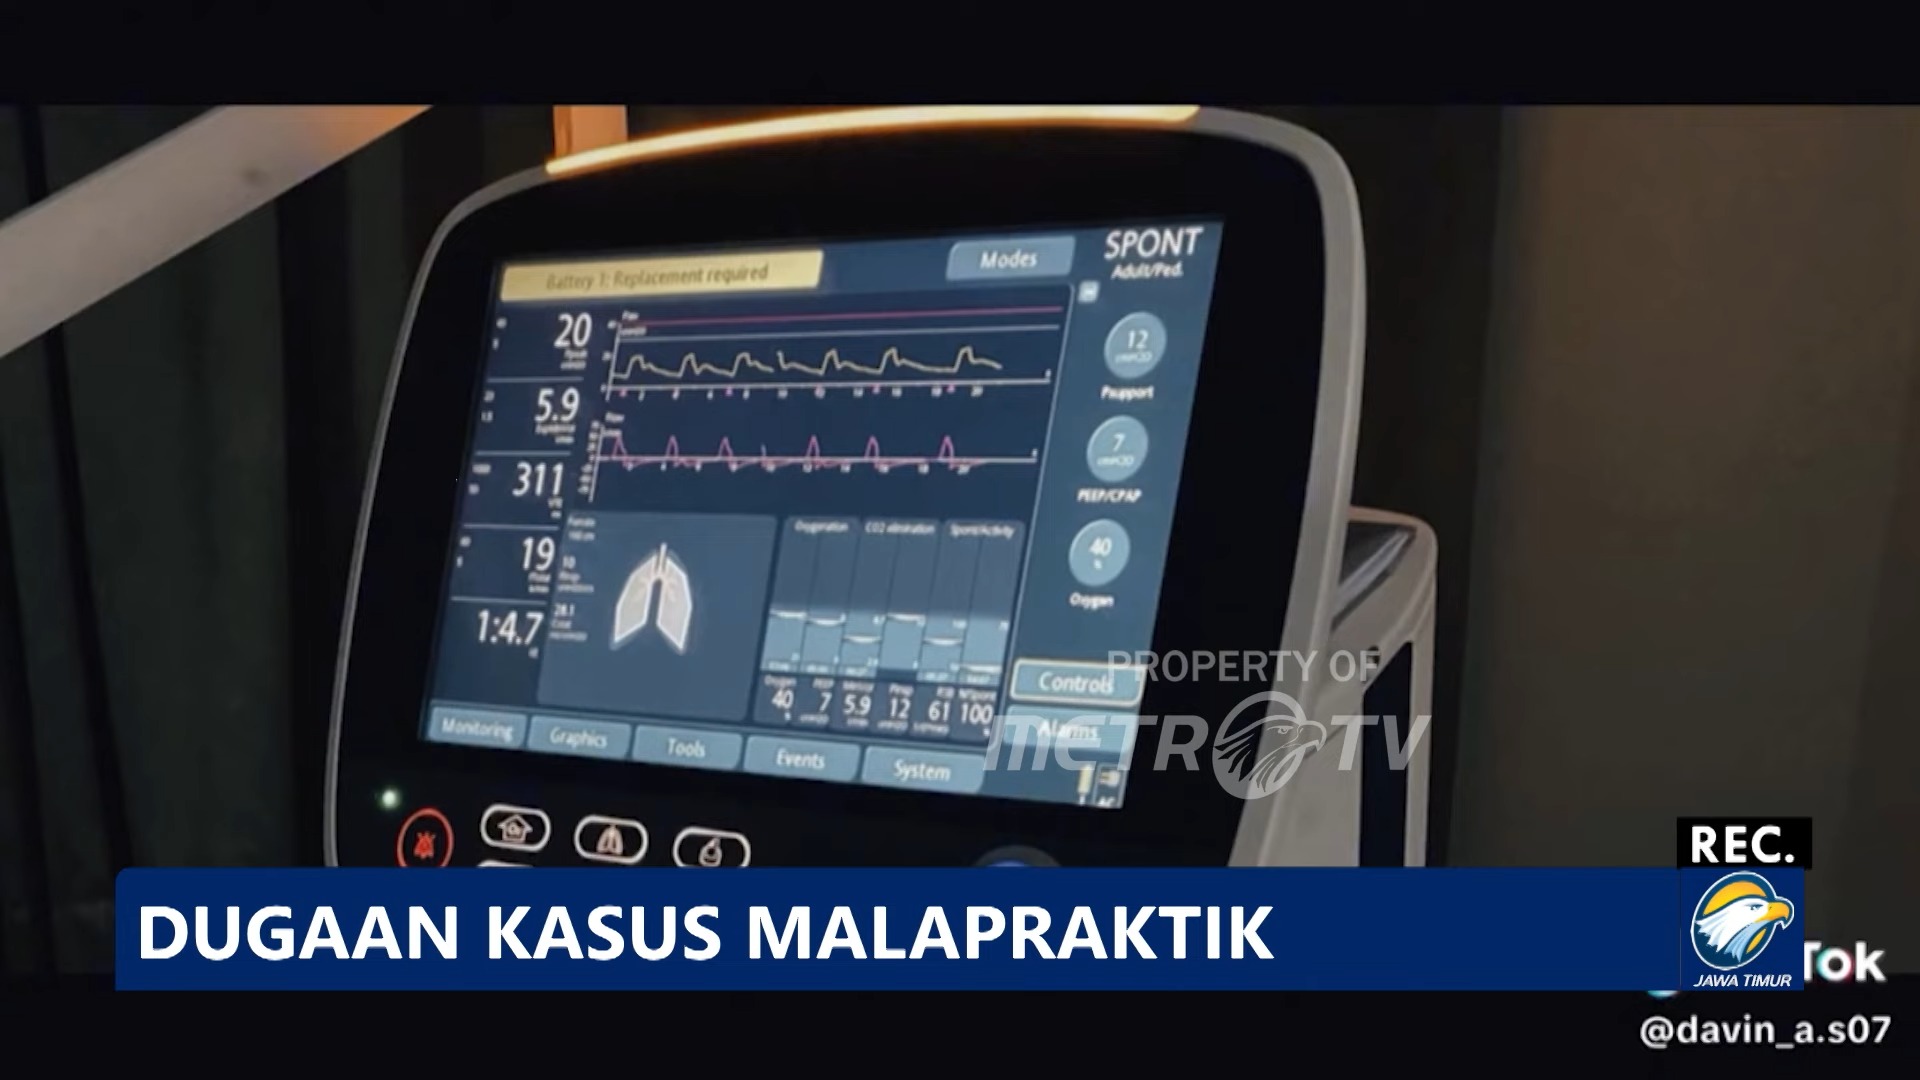 Battery 1: Replacement required
Modes
SPONT
Adult/Ped.
20
5.9
311
19
1:4.7
12
Psupport
7
PEEP/CPAP
40
%
Oxygen
Oxygenation
CO2 elimination
Spont/Activity
Oxygen
40
7
5.9
12
61
100
Controls
Alarms
Monitoring
Graphics
Tools
Events
System
PROPERTY OF
METRO TV
REC.
DUGAAN KASUS MALAPRAKTIK
JAWA TIMUR
Tok
@davin_a.s07